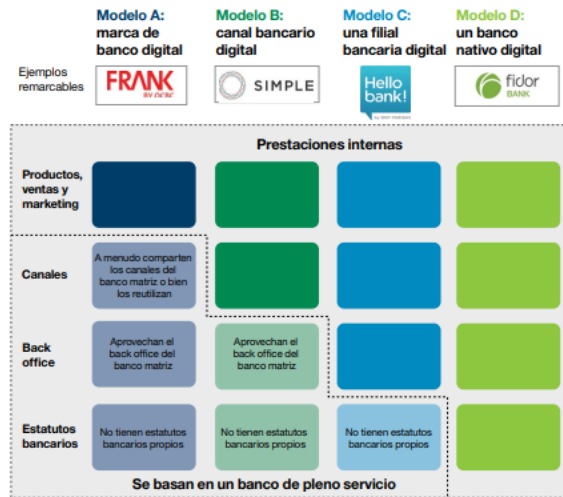 Modelo A:
marca de
banco digital
Modelo B:
canal bancario
digital
Modelo C:
una filial
bancaria digital
Modelo D:
un banco
nativo digital
Ejemplos
remarcables
FRANK
BY OCBC
SIMPLE
Hello
bank!
fidor
BANK
Prestaciones internas
Productos,
ventas y
marketing
Canales
A menudo comparten
los canales del
banco matriz o bien
los reutilizan
Back
office
Aprovechan el
back office del
banco matriz
Aprovechan el
back office del
banco matriz
Estatutos
bancarios
No tienen estatutos
bancarios propios
No tienen estatutos
bancarios propios
No tienen estatutos
bancarios propios
Se basan en un banco de pleno servicio